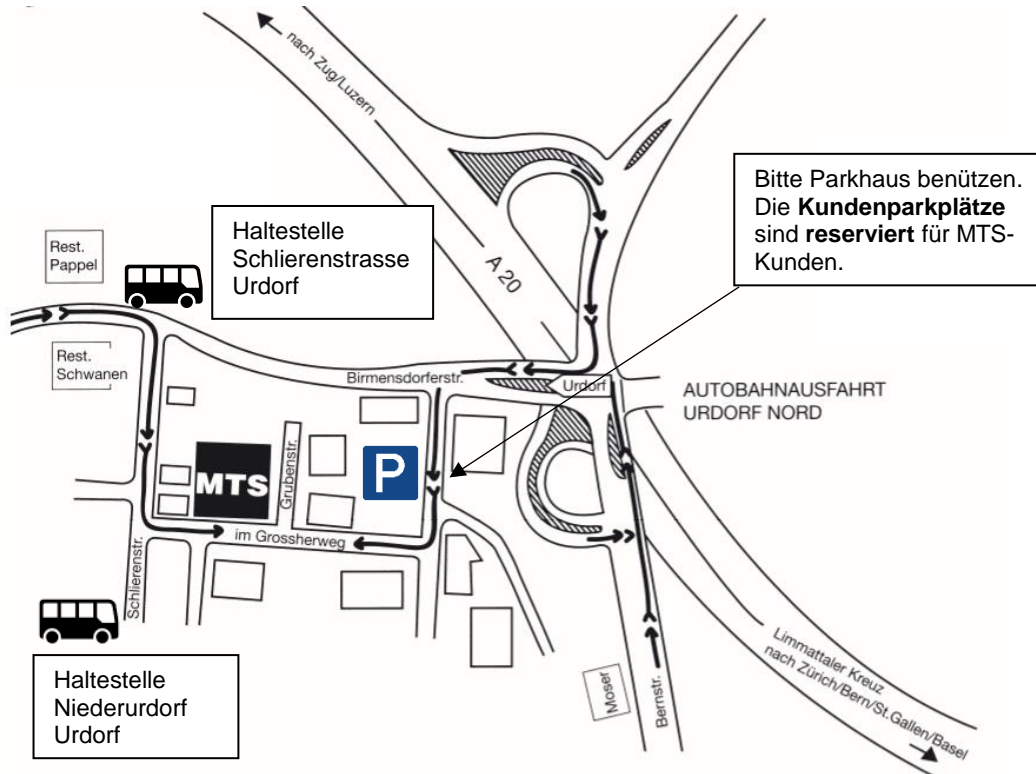 nach Zug/Luzern
Bitte Parkhaus benützen.
Die Kundenparkplätze
sind reserviert für MTS-
Kunden.
Haltestelle
Schlierenstrasse
Urdorf
Rest.
Pappel
A 20
Rest.
Schwanen
Birmensdorferstr.
Urdorf
AUTOBAHNAUSFAHRT
URDORF NORD
MTS
Grubenstr.
P
im Grossherweg
Schlierenstr.
Haltestelle
Niederurdorf
Urdorf
Moser
Bernstr.
Limmattaler Kreuz
nach Zürich/Bern/St.Gallen/Basel